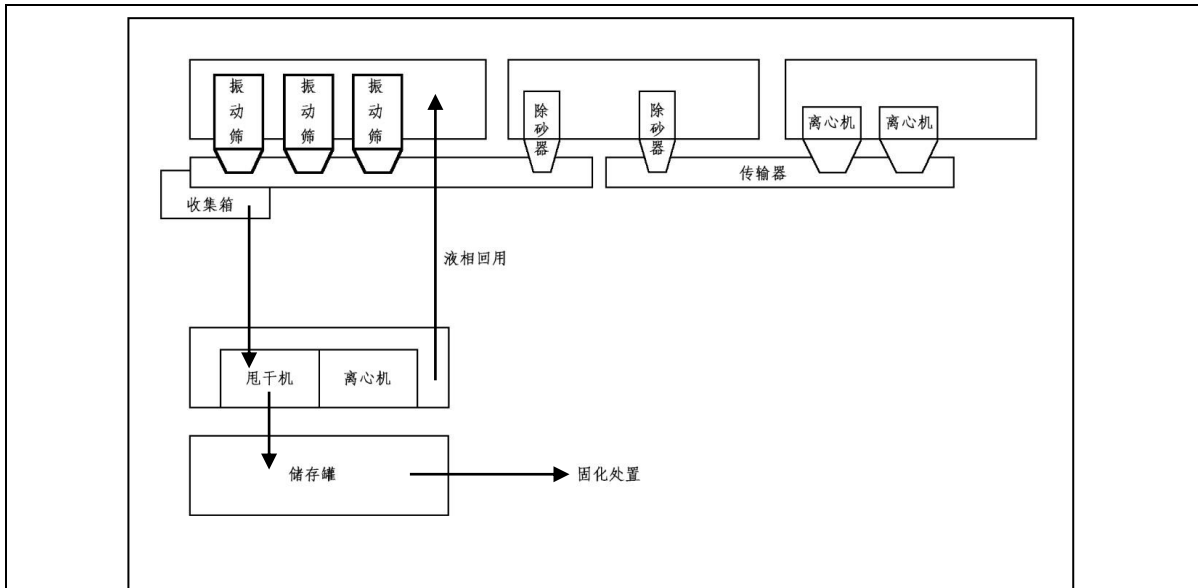 振动筛
振动筛
振动筛
除砂器
除砂器
离心机
离心机
传输器
收集箱
液相回用
甩干机
离心机
储存罐
固化处置